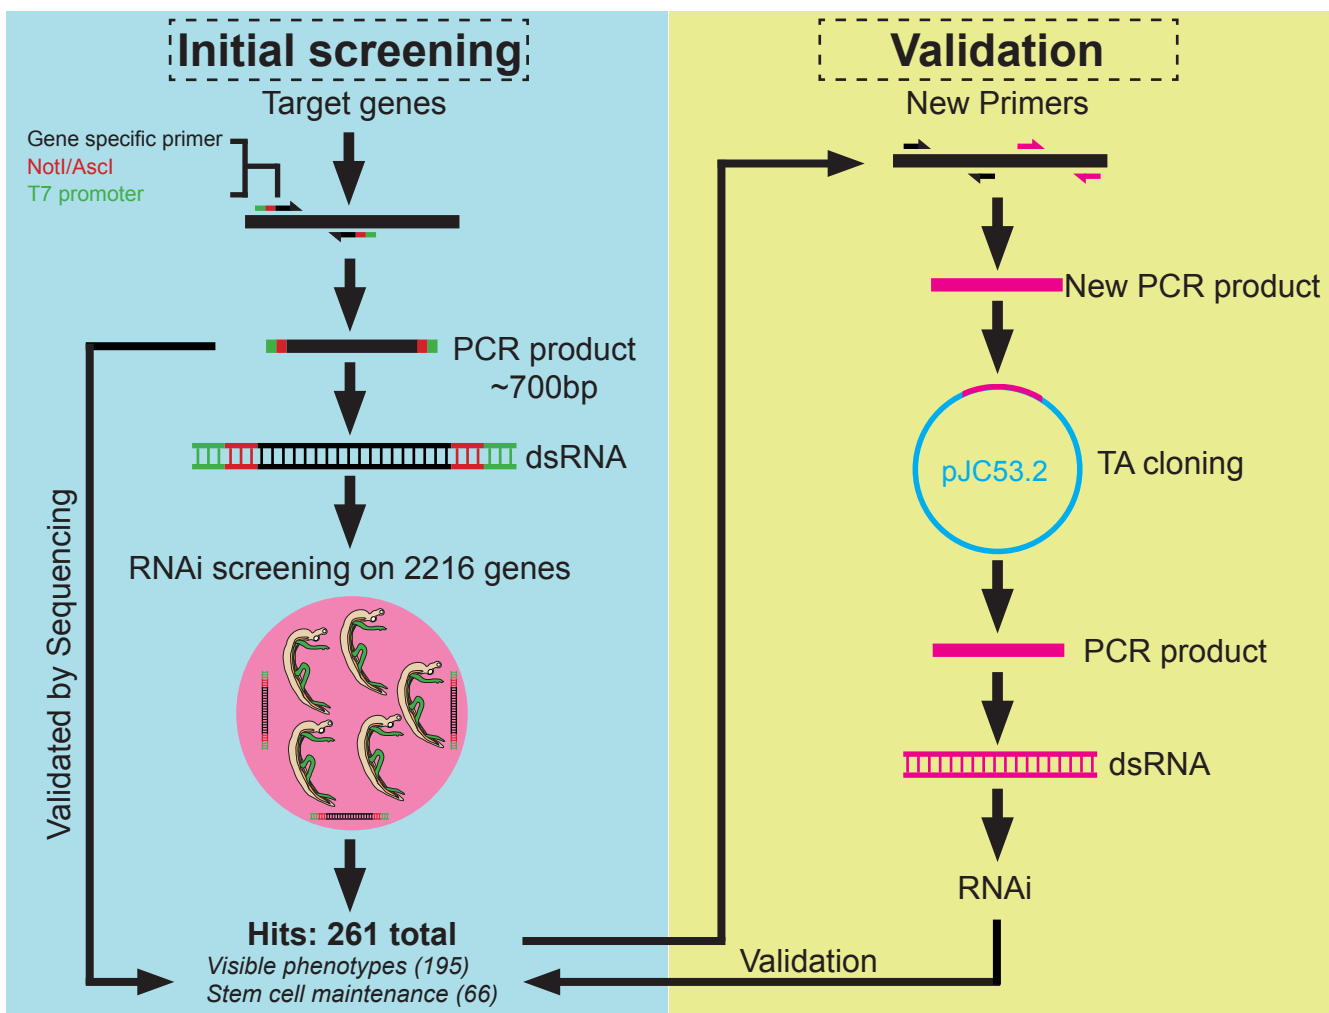 Initial screening
Target genes
Gene specific primer
NotI/AscI
T7 promoter
PCR product
~700bp
dsRNA
RNAi screening on 2216 genes
Validated by Sequencing
Hits: 261 total
Visible phenotypes (195)
Stem cell maintenance (66)
Validation
New Primers
New PCR product
pJC53.2
TA cloning
PCR product
dsRNA
RNAi
Validation